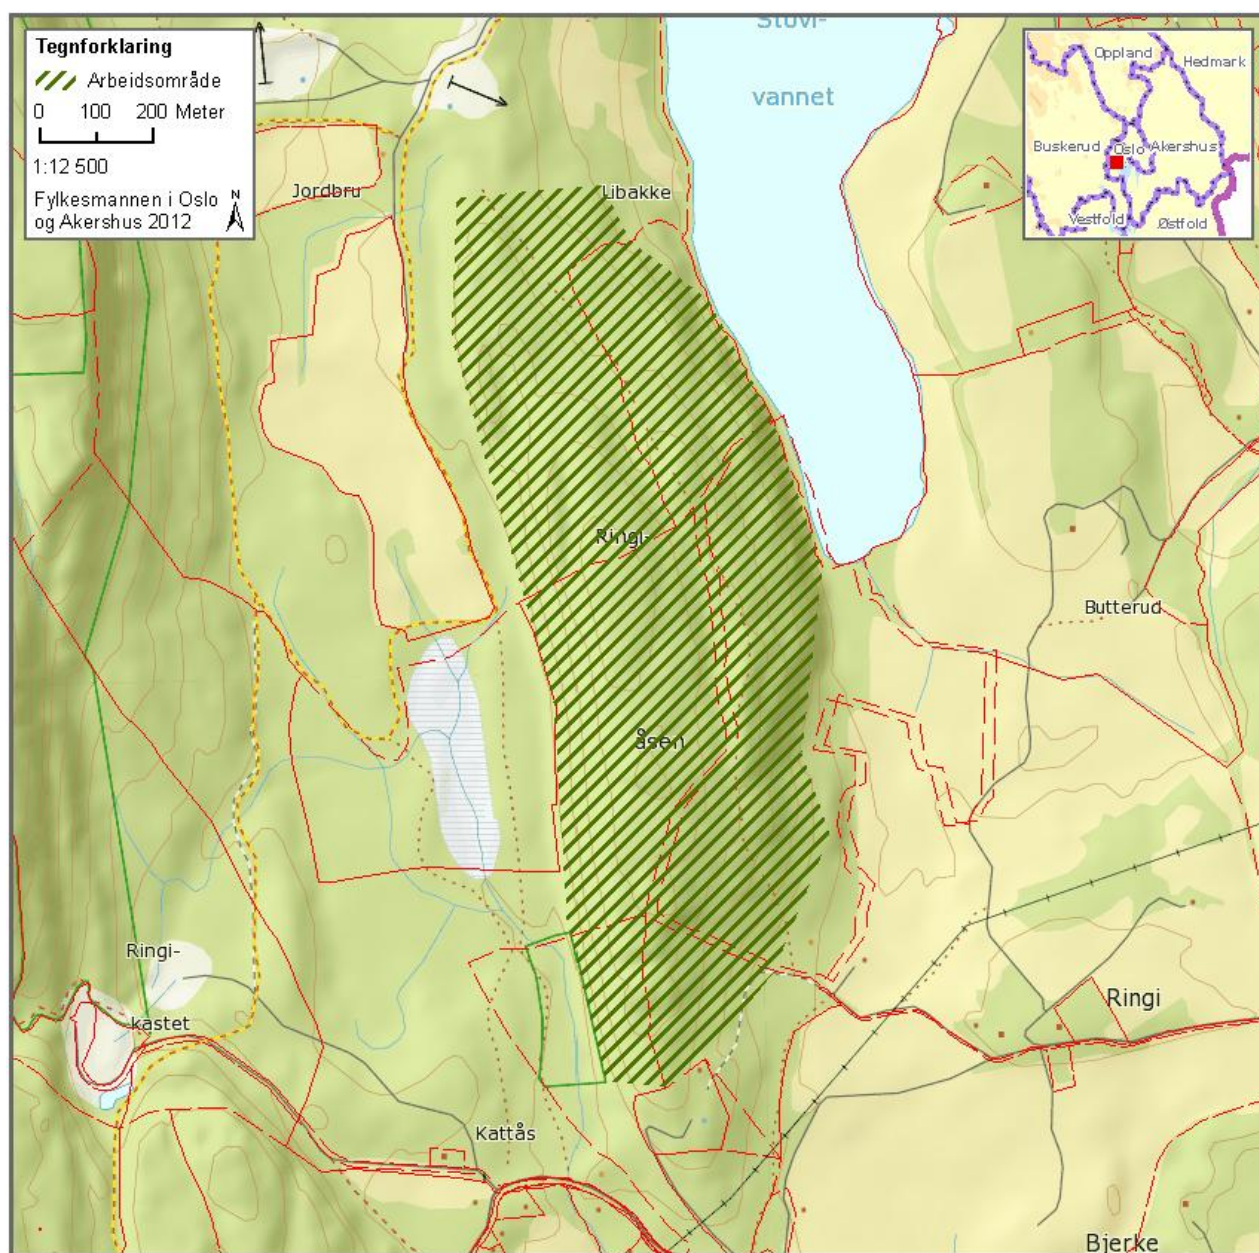 Tegnforklaring
Arbeidsområde
0 100 200 Meter
1:12 500
Fylkesmannen i Oslo
og Akershus 2012
N
Stovi-
vannet
Oppland
Hedmark
Buskerud
Oslo
Akershus
Vestfold
Østfold
Jordbru
Libakke
Ringi-
åsen
Butterud
Ringi-
kastet
Ringi
Kattås
Bjerke